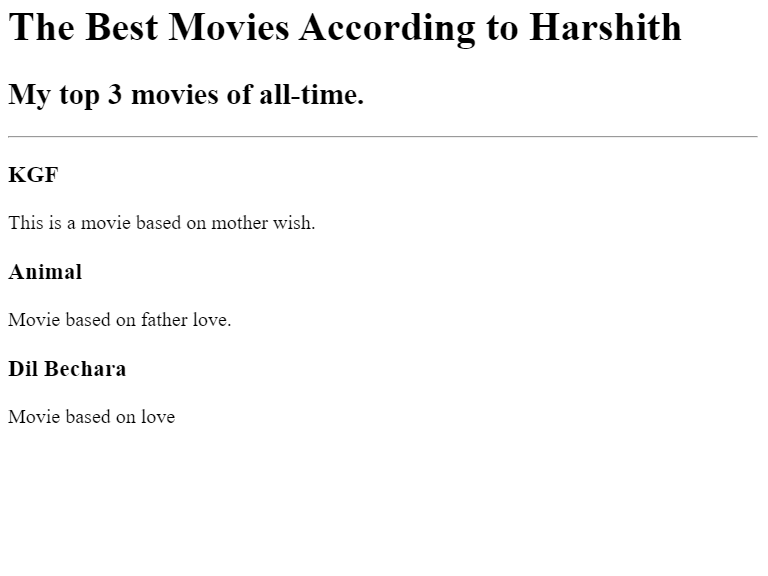 The Best Movies According to Harshith
My top 3 movies of all-time.
KGF
This is a movie based on mother wish.
Animal
Movie based on father love.
Dil Bechara
Movie based on love